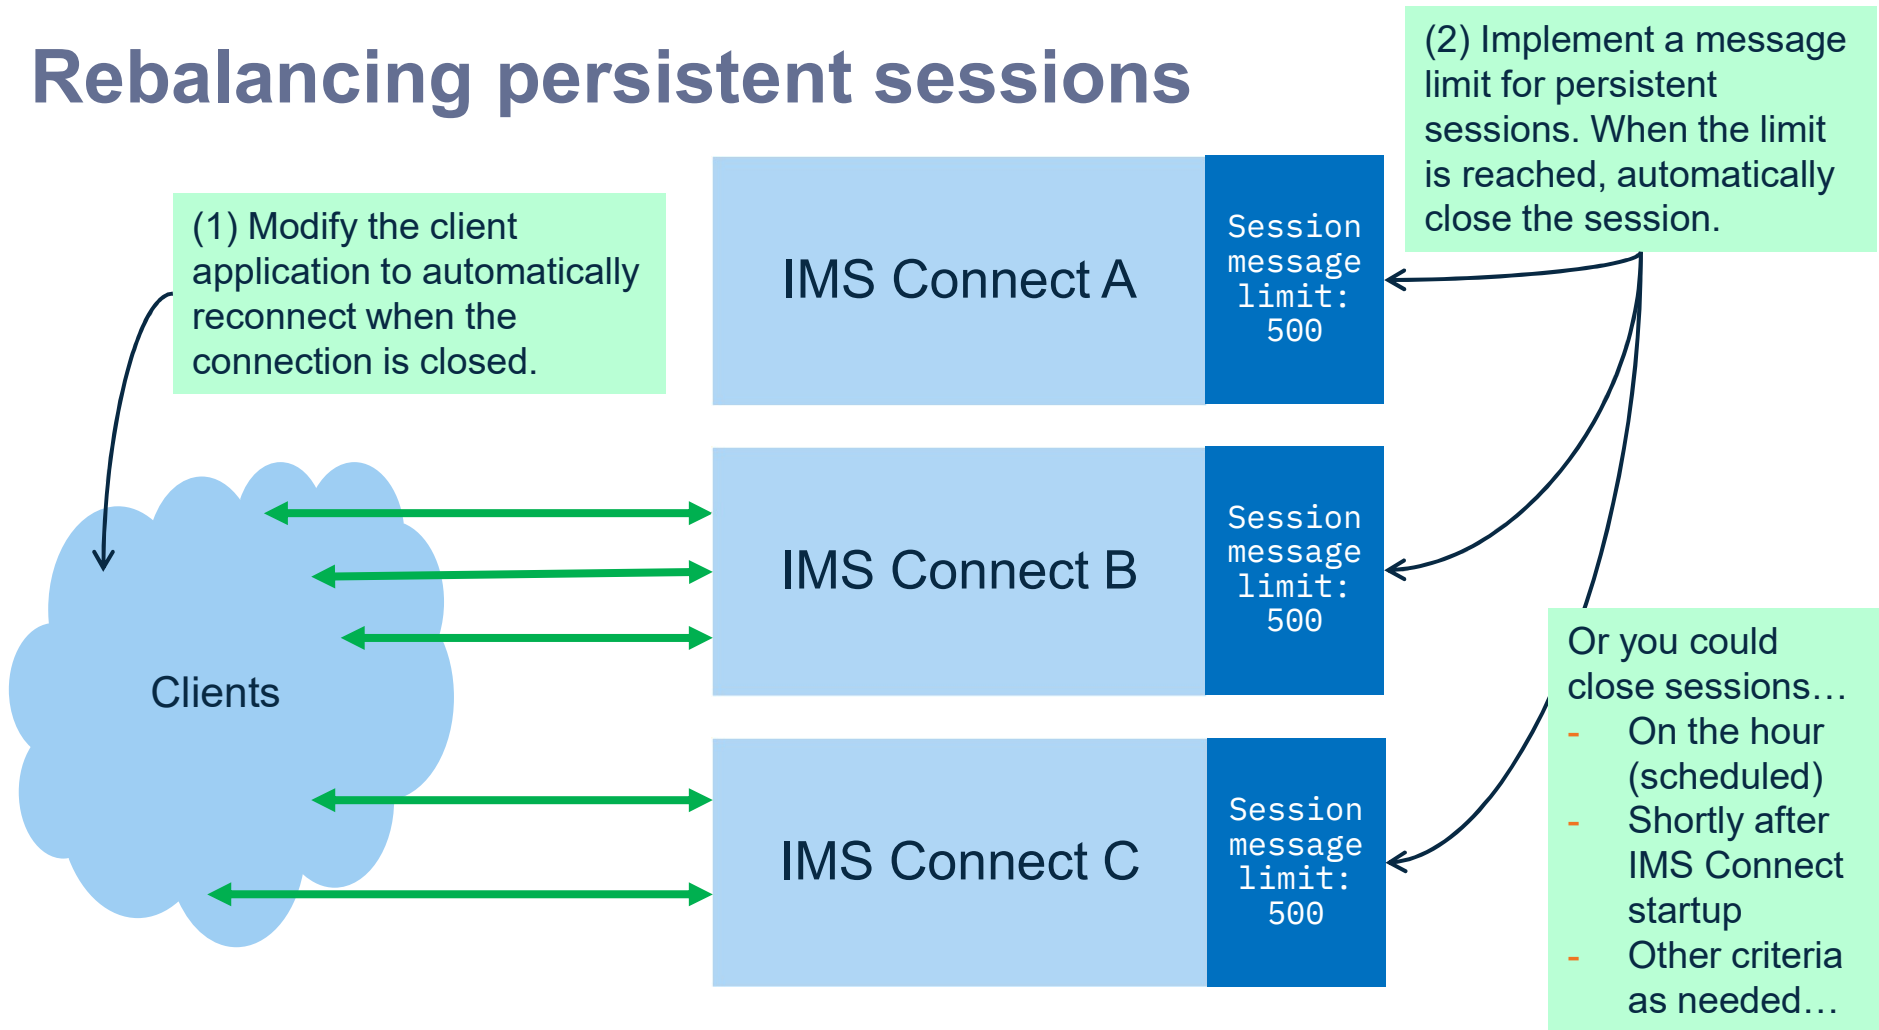 Rebalancing persistent sessions
(2) Implement a message
limit for persistent
sessions. When the limit
is reached, automatically
close the session.
(1) Modify the client
application to automatically
reconnect when the
connection is closed.
IMS Connect A
Session
message
limit:
500
IMS Connect B
Session
message
limit:
500
Clients
IMS Connect C
Session
message
limit:
500
Or you could
close sessions…
- On the hour
(scheduled)
- Shortly after
IMS Connect
startup
- Other criteria
as needed…